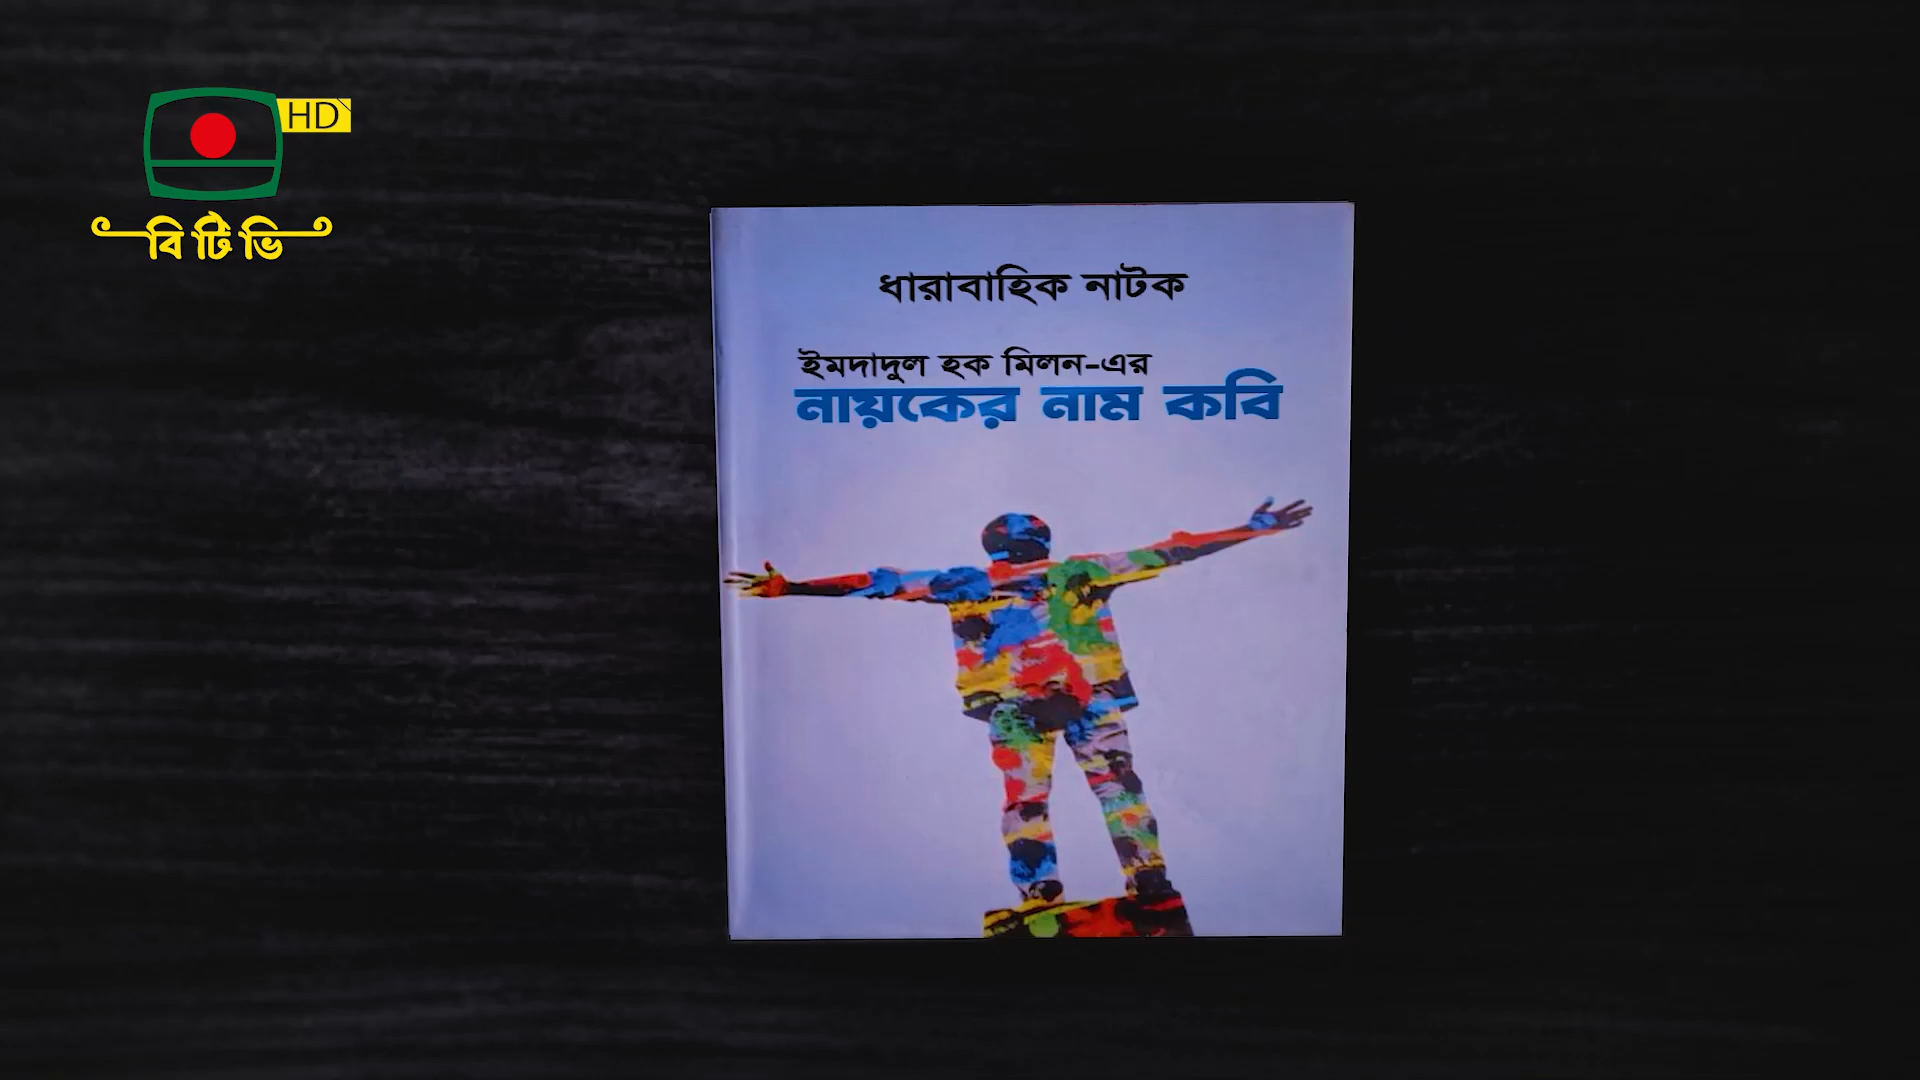 HD
বিটিভি
ধারাবাহিক নাটক
ইমদাদুল হক মিলন-এর
নায়কের নাম কবি